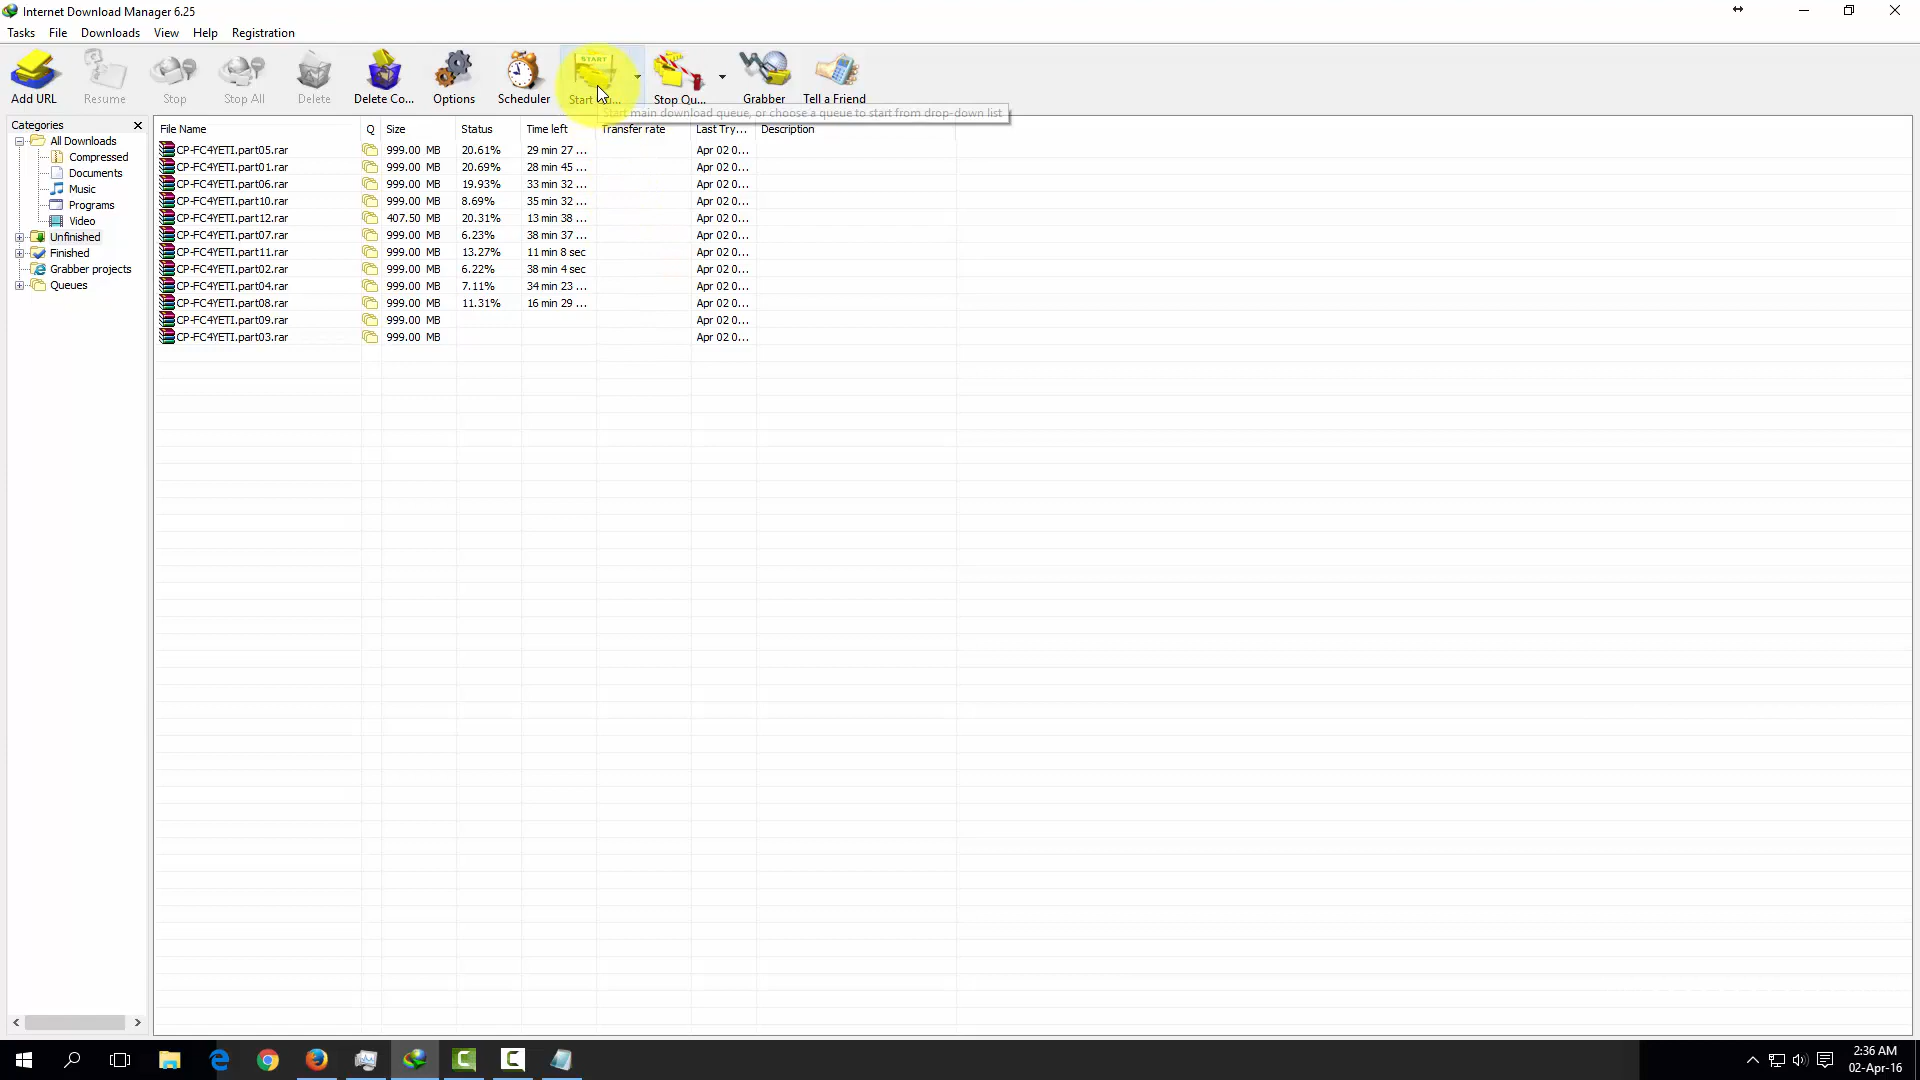 Internet Download Manager 6.25
Tasks File Downloads View Help Registration
START
Add URL Resume Stop Stop All Delete Delete Co... Options Scheduler Start Qu... Stop Qu... Grabber Tell a Friend
Start main download queue, or choose a queue to start from drop-down list
Categories
All Downloads
Compressed
Documents
Music
Programs
Video
Unfinished
Finished
Grabber projects
Queues
File Name Q Size Status Time left Transfer rate Last Try... Description
CP-FC4YETI.part05.rar 999.00 MB 20.61% 29 min 27 ... Apr 02 0...
CP-FC4YETI.part01.rar 999.00 MB 20.69% 28 min 45 ... Apr 02 0...
CP-FC4YETI.part06.rar 999.00 MB 19.93% 33 min 32 ... Apr 02 0...
CP-FC4YETI.part10.rar 999.00 MB 8.69% 35 min 32 ... Apr 02 0...
CP-FC4YETI.part12.rar 407.50 MB 20.31% 13 min 38 ... Apr 02 0...
CP-FC4YETI.part07.rar 999.00 MB 6.23% 38 min 37 ... Apr 02 0...
CP-FC4YETI.part11.rar 999.00 MB 13.27% 11 min 8 sec Apr 02 0...
CP-FC4YETI.part02.rar 999.00 MB 6.22% 38 min 4 sec Apr 02 0...
CP-FC4YETI.part04.rar 999.00 MB 7.11% 34 min 23 ... Apr 02 0...
CP-FC4YETI.part08.rar 999.00 MB 11.31% 16 min 29 ... Apr 02 0...
CP-FC4YETI.part09.rar 999.00 MB Apr 02 0...
CP-FC4YETI.part03.rar 999.00 MB Apr 02 0...
2:36 AM
02-Apr-16